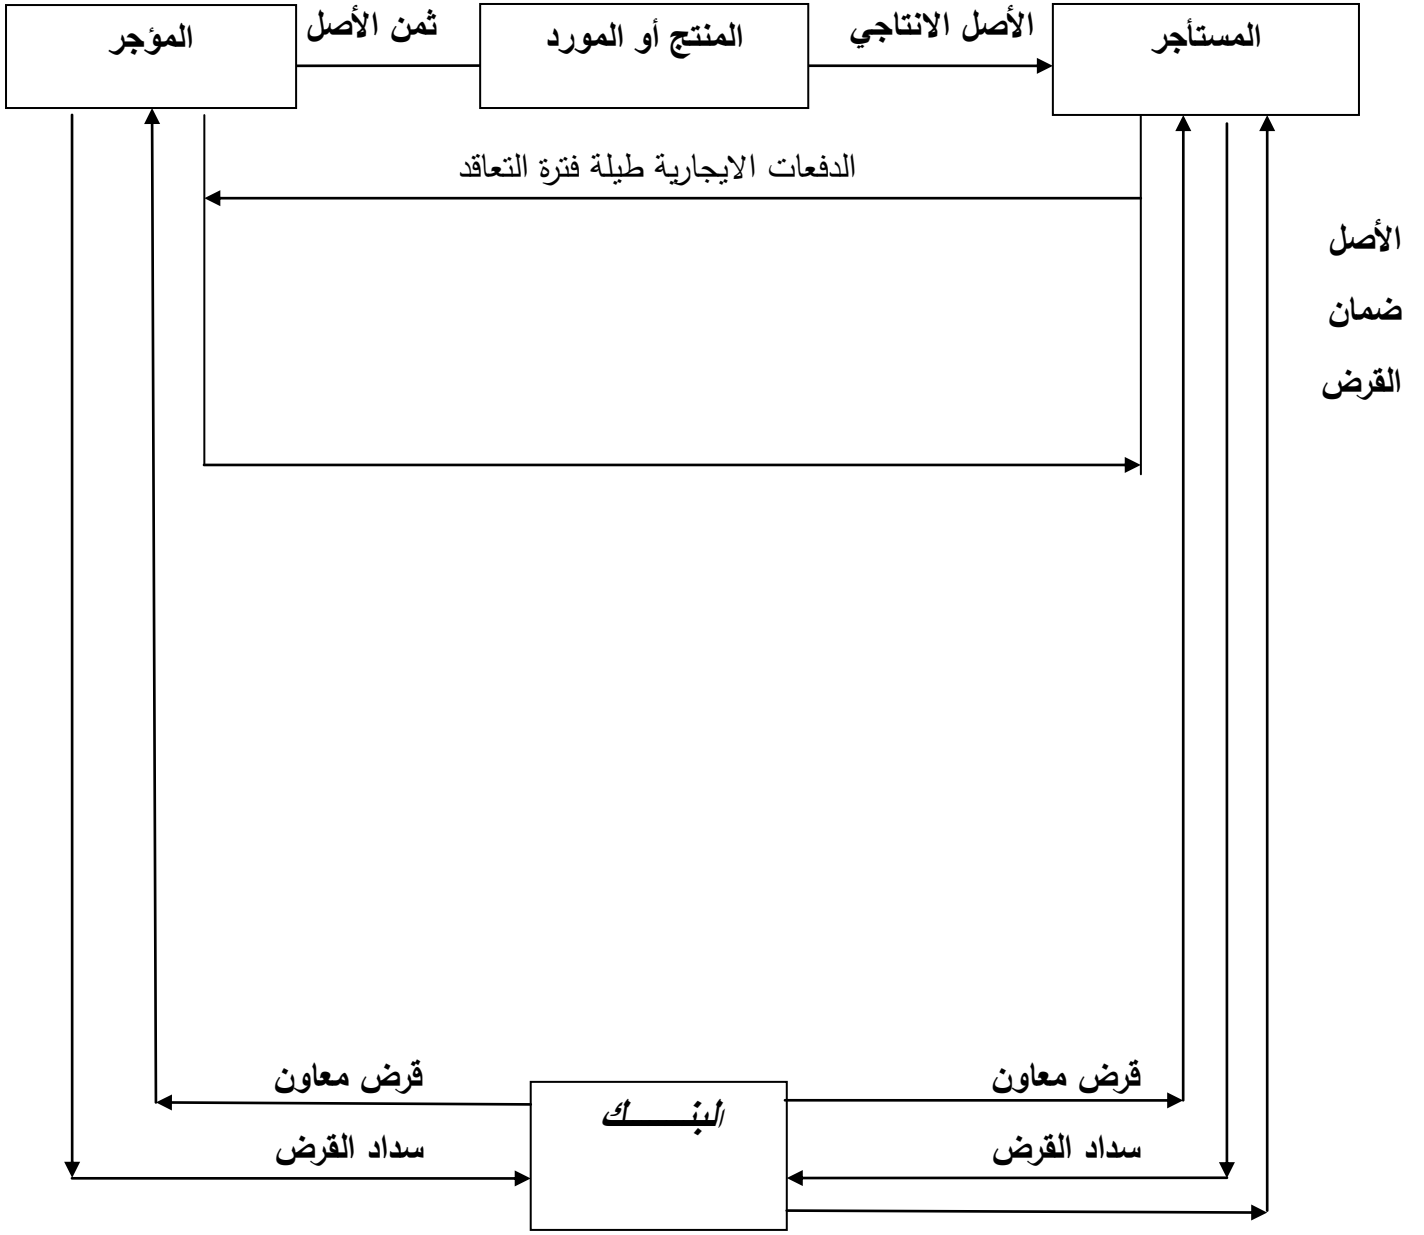 المستأجر
الأصل الانتاجي
المنتج أو المورد
ثمن الأصل
المؤجر
الدفعات الايجارية طيلة فترة التعاقد
الأصل
ضمان
القرض
قرض معاون
سداد القرض
البنــــــك
قرض معاون
سداد القرض